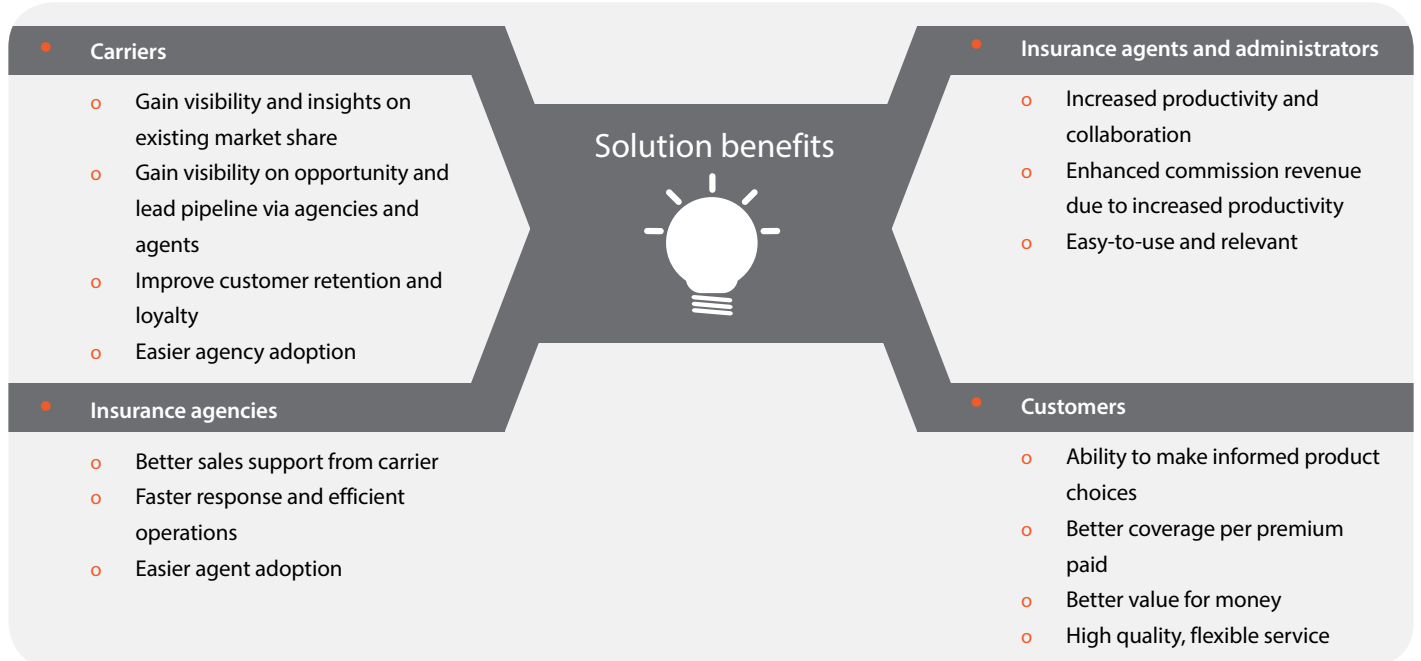 Solution benefits
• Carriers
o Gain visibility and insights on
existing market share
o Gain visibility on opportunity and
lead pipeline via agencies and
agents
o Improve customer retention and
loyalty
o Easier agency adoption
• Insurance agencies
o Better sales support from carrier
o Faster response and efficient
operations
o Easier agent adoption
• Insurance agents and administrators
o Increased productivity and
collaboration
o Enhanced commission revenue
due to increased productivity
o Easy-to-use and relevant
• Customers
o Ability to make informed product
choices
o Better coverage per premium
paid
o Better value for money
o High quality, flexible service